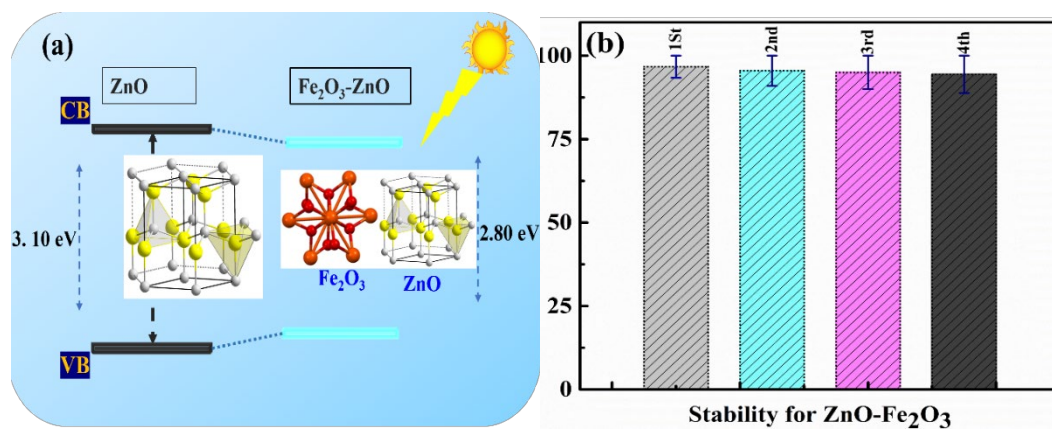 (a)
ZnO
Fe₂O₃-ZnO
CB
3. 10 eV
2.80 eV
Fe₂O₃
ZnO
VB
(b)
1St
2nd
3rd
4th
100
75
50
25
0
Stability for ZnO-Fe₂O₃